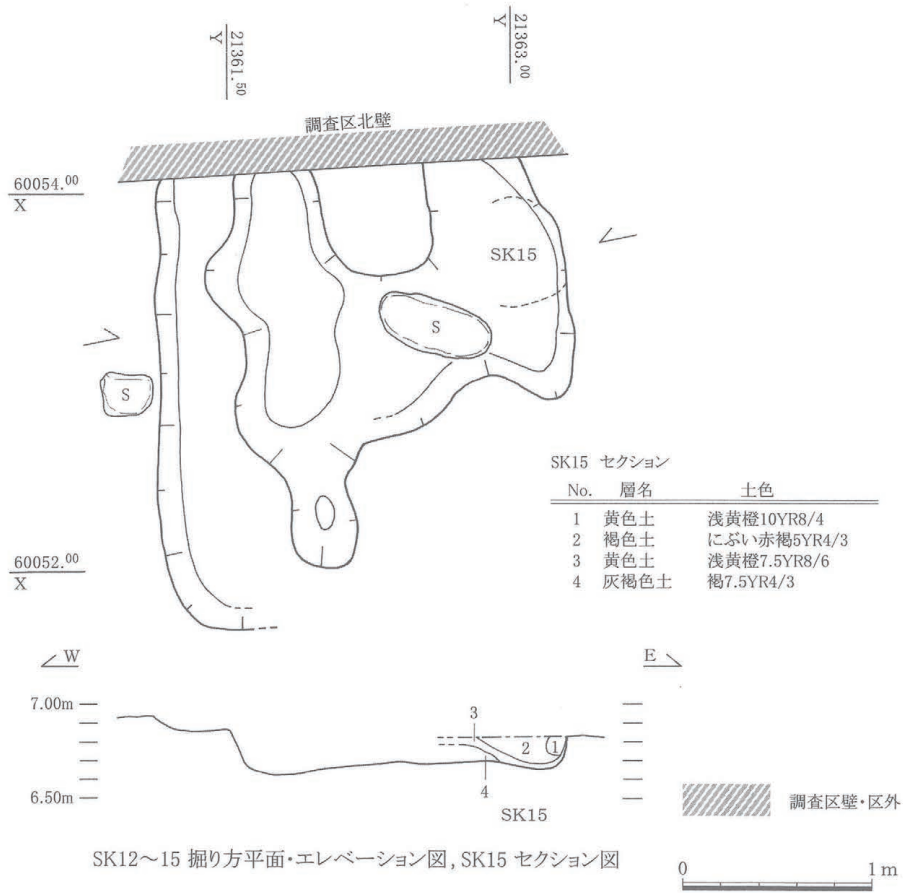 Y 21361.50
Y 21363.00
調査区北壁
60054.00
X
SK15
S
S
SK15 セクション
No. 層名 土色
1 黄色土 浅黄橙10YR8/4
2 褐色土 にぶい赤褐5YR4/3
3 黄色土 浅黄橙7.5YR8/6
4 灰褐色土 褐7.5YR4/3
60052.00
X
W E
7.00m
3
2 1
4
6.50m
SK15
調査区壁・区外
SK12～15 掘り方平面・エレベーション図, SK15 セクション図
0 1 m